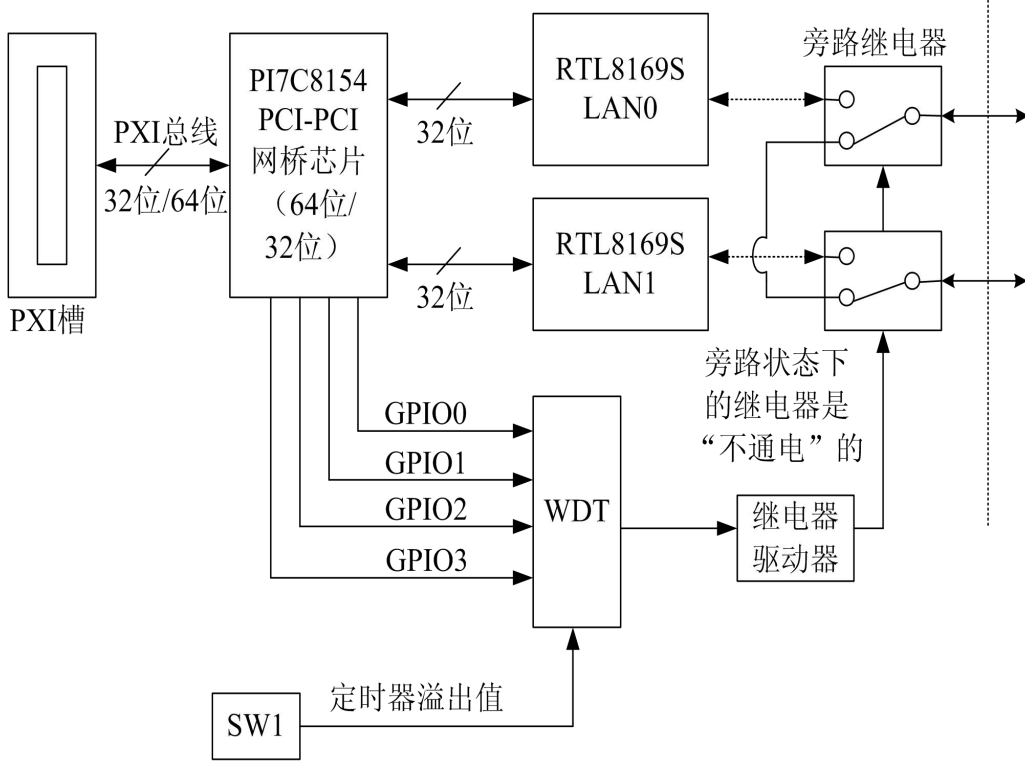 PXI槽
PXI总线
32位/64位
PI7C8154
PCI-PCI
网桥芯片
（64位/
32位）
32位
32位
RTL8169S
LAN0
RTL8169S
LAN1
旁路继电器
旁路状态下
的继电器是
“不通电”的
GPIO0
GPIO1
GPIO2
GPIO3
WDT
继电器
驱动器
定时器溢出值
SW1